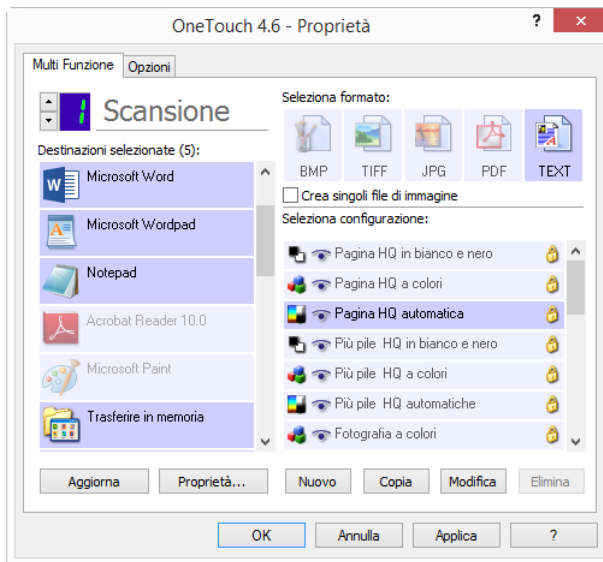 OneTouch 4.6 - Proprietà
?
Multi Funzione
Opzioni
1
Scansione
Destinazioni selezionate (5):
Microsoft Word
Microsoft Wordpad
Notepad
Acrobat Reader 10.0
Microsoft Paint
Trasferire in memoria
Aggiorna
Proprietà...
Seleziona formato:
BMP
TIFF
JPG
PDF
TEXT
Crea singoli file di immagine
Seleziona configurazione:
Pagina HQ in bianco e nero
Pagina HQ a colori
Pagina HQ automatica
Più pile HQ in bianco e nero
Più pile HQ a colori
Più pile HQ automatiche
Fotografia a colori
Nuovo
Copia
Modifica
Elimina
OK
Annulla
Applica
?